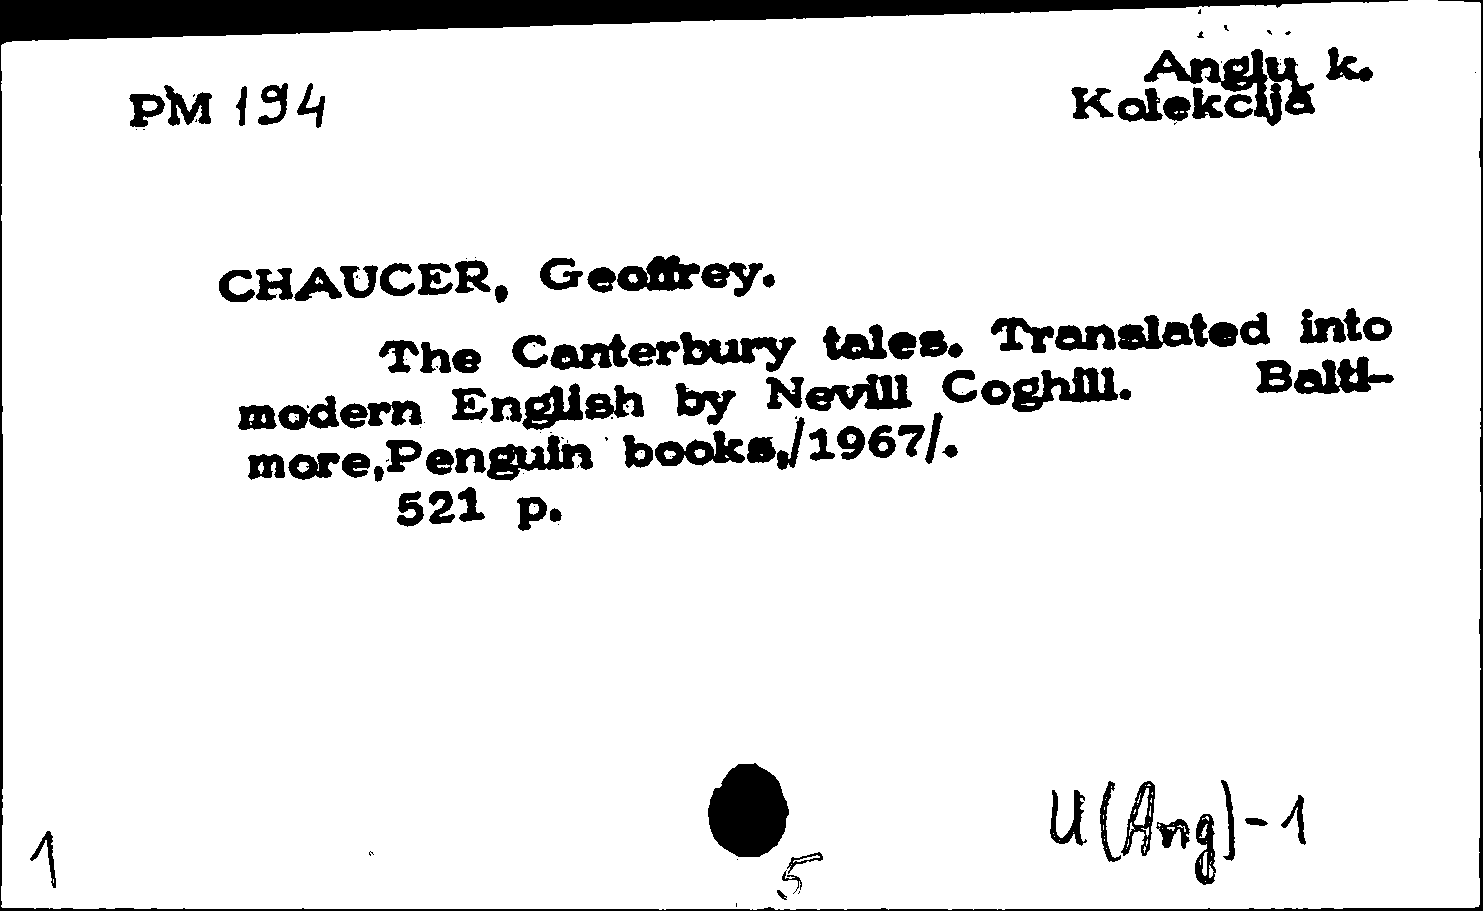 PM 194
Anglų k.
Kolekcija
CHAUCER, Geoffrey.
The Canterbury tales. Translated into
modern English by Nevill Coghill. Balti-
more,Penguin books,/1967/.
521 p.
U(Ang)-1
1
5